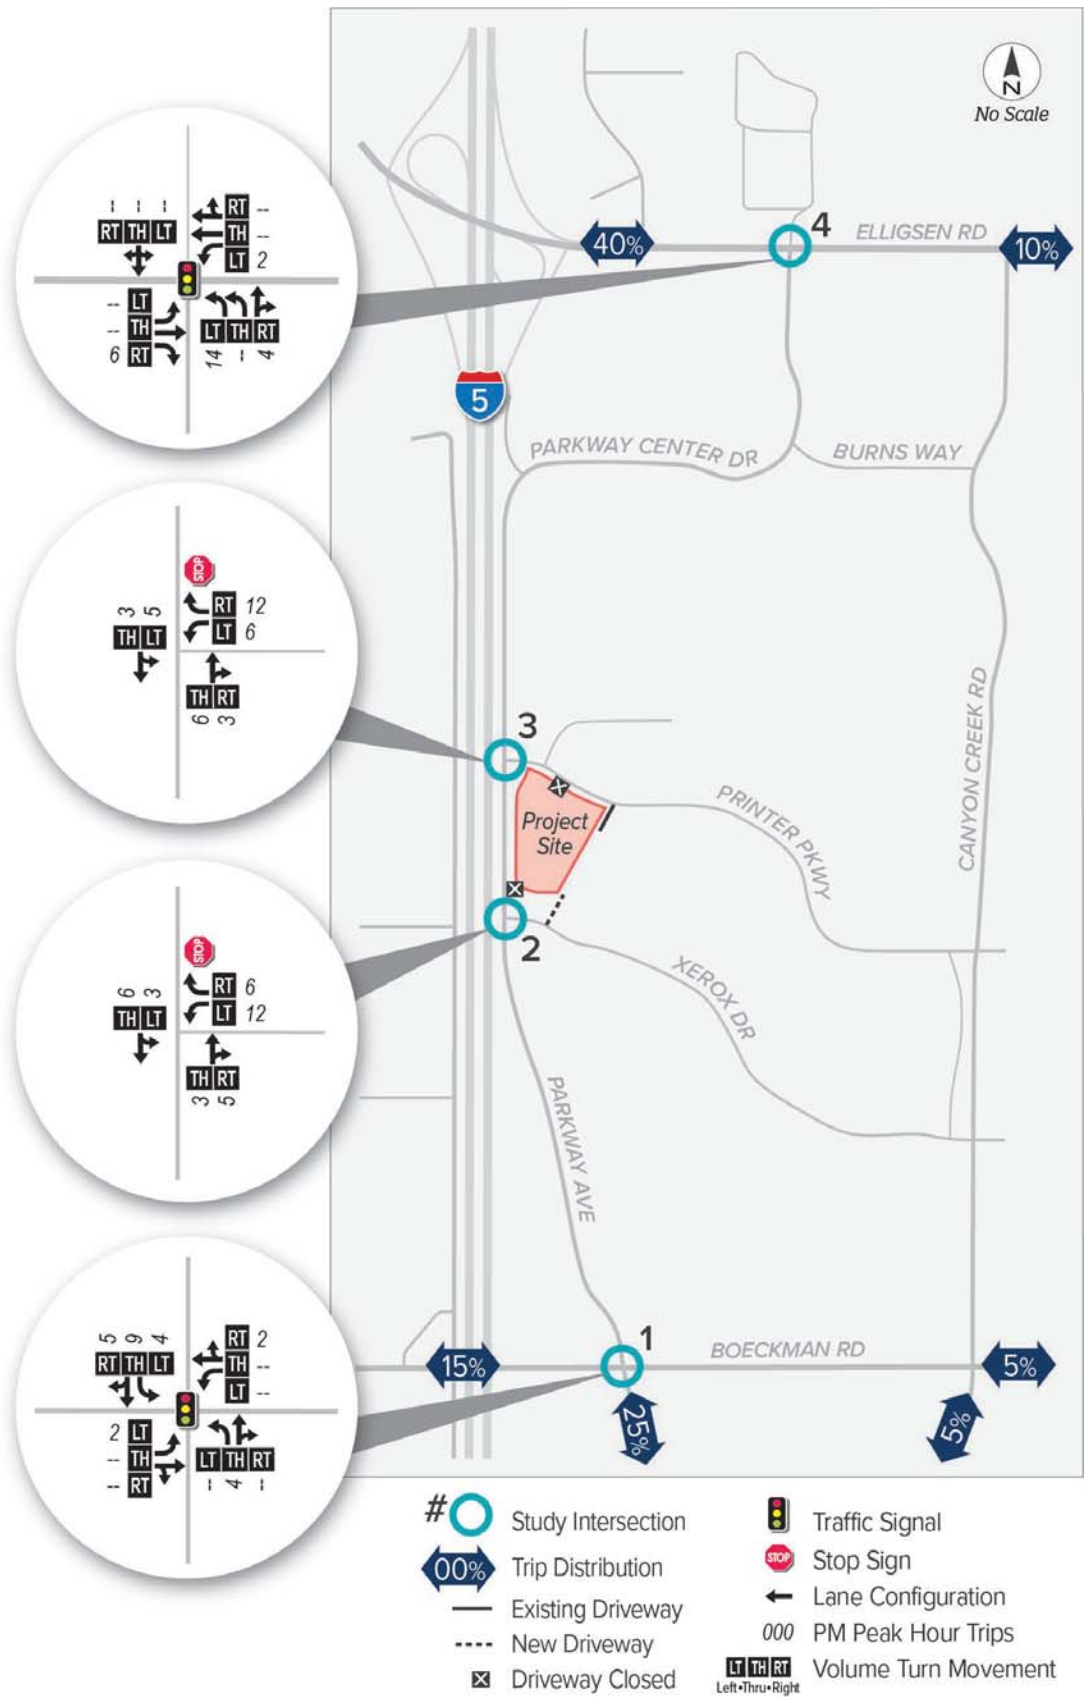 N
No Scale
4
ELLIGSEN RD
40%
10%
- - -
RT TH LT
RT --
TH --
LT 2
-- LT
-- TH
6 RT
LT TH RT
14 - 4
5
PARKWAY CENTER DR
BURNS WAY
STOP
3 5
TH LT
RT 12
LT 6
TH RT
6 3
3
CANYON CREEK RD
PRINTER PKWY
Project
Site
2
XEROX DR
STOP
6 3
TH LT
RT 6
LT 12
TH RT
3 5
PARKWAY AVE
1
BOECKMAN RD
15%
5%
25%
5%
5 9 4
RT TH LT
RT 2
TH --
LT --
2 LT
-- TH
-- RT
LT TH RT
- 4 -
# Study Intersection
00% Trip Distribution
Existing Driveway
New Driveway
Driveway Closed
Traffic Signal
STOP Stop Sign
Lane Configuration
000 PM Peak Hour Trips
LT TH RT Volume Turn Movement
Left•Thru•Right